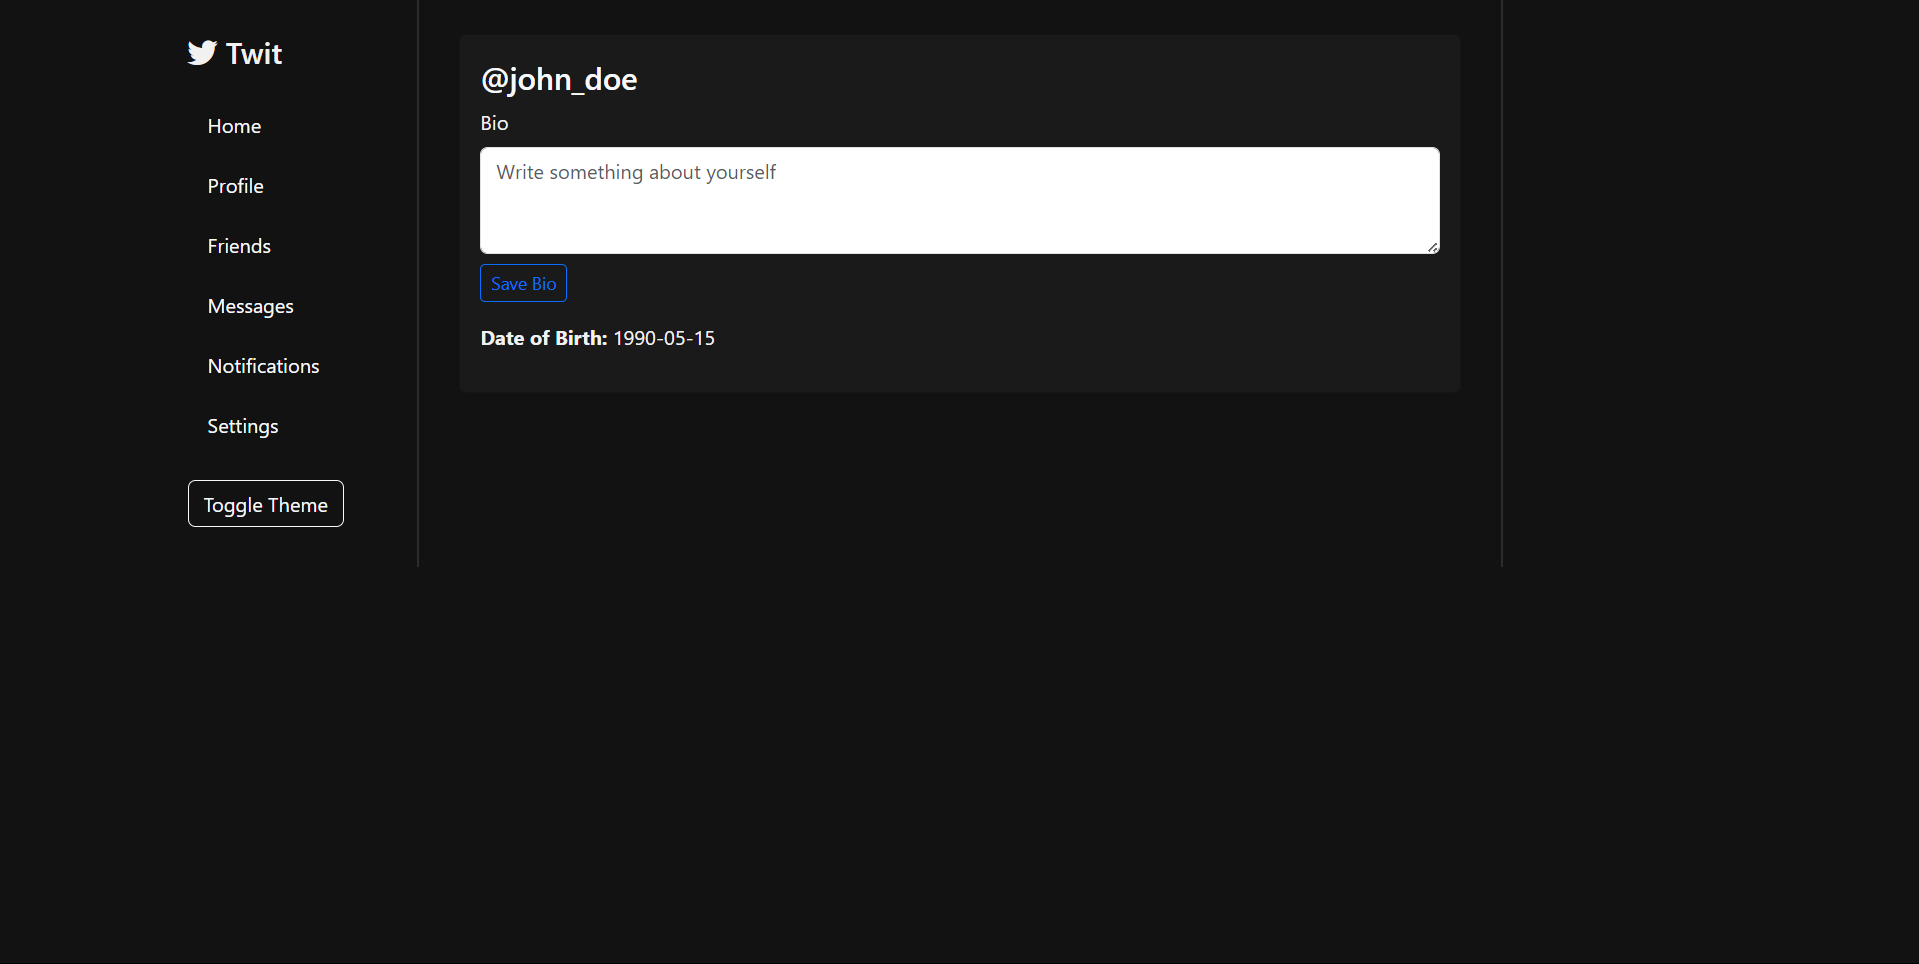 Twit
Home
Profile
Friends
Messages
Notifications
Settings
Toggle Theme
@john_doe
Bio
Write something about yourself
Save Bio
Date of Birth: 1990-05-15